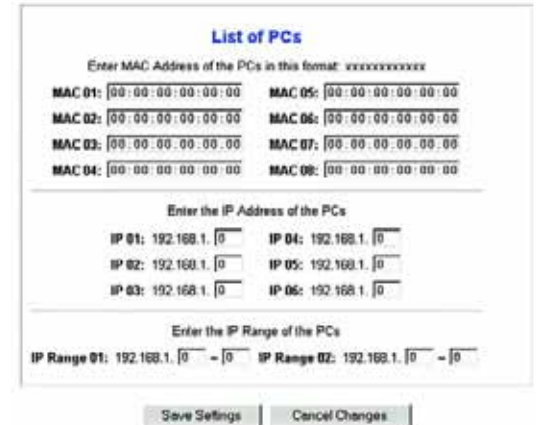 List of PCs
Enter MAC Address of the PCs in this format: xxxxxxxxxxxx
MAC 01: 00:00:00:00:00:00 MAC 05: 00:00:00:00:00:00
MAC 02: 00:00:00:00:00:00 MAC 06: 00:00:00:00:00:00
MAC 03: 00:00:00:00:00:00 MAC 07: 00:00:00:00:00:00
MAC 04: 00:00:00:00:00:00 MAC 08: 00:00:00:00:00:00
Enter the IP Address of the PCs
IP 01: 192.168.1. 0 IP 04: 192.168.1. 0
IP 02: 192.168.1. 0 IP 05: 192.168.1. 0
IP 03: 192.168.1. 0 IP 06: 192.168.1. 0
Enter the IP Range of the PCs
IP Range 01: 192.168.1. 0 ~ 0 IP Range 02: 192.168.1. 0 ~ 0
Save Settings Cancel Changes